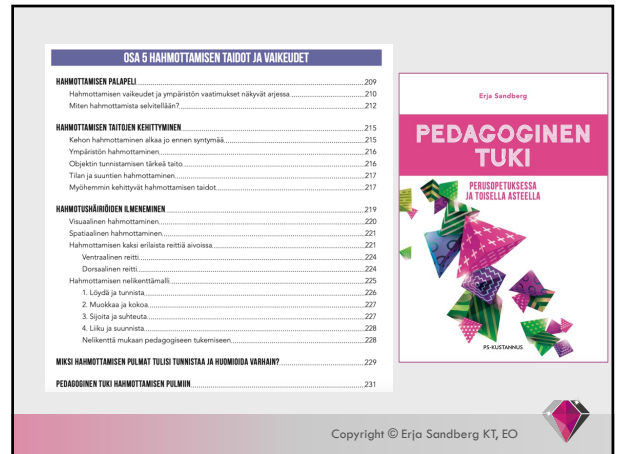 OSA 5 HAHMOTTAMISEN TAIDOT JA VAIKEUDET
HAHMOTTAMISEN PALAPELI 209
Hahmottamisen vaikeudet ja ympäristön vaatimukset näkyvät arjessa 210
Miten hahmottamista selvitellään? 212
HAHMOTTAMISEN TAITOJEN KEHITTYMINEN 215
Kehon hahmottaminen alkaa jo ennen syntymää 215
Ympäristön hahmottaminen 216
Objektin tunnistamisen tärkeä taito 216
Tilan ja suuntien hahmottaminen 217
Myöhemmin kehittyvät hahmottamisen taidot 217
HAHMOTUSHÄIRIÖIDEN ILMENEMINEN 219
Visuaalinen hahmottaminen 220
Spatiaalinen hahmottaminen 221
Hahmottamisen kaksi erilaista reittiä aivoissa 221
Ventraalinen reitti 224
Dorsaalinen reitti 224
Hahmottamisen nelikenttämalli 225
1. Löydä ja tunnista 226
2. Muokkaa ja kokoa 227
3. Sijoita ja suhteuta 227
4. Liiku ja suunnista 228
Nelikenttä mukaan pedagogiseen tukemiseen 228
MIKSI HAHMOTTAMISEN PULMAT TULISI TUNNISTAA JA HUOMIOIDA VARHAIN? 229
PEDAGOGINEN TUKI HAHMOTTAMISEN PULMIIN 231
Erja Sandberg
PEDAGOGINEN
TUKI
PERUSOPETUKSESSA
JA TOISELLA ASTEELLA
PS-KUSTANNUS
Copyright © Erja Sandberg KT, EO